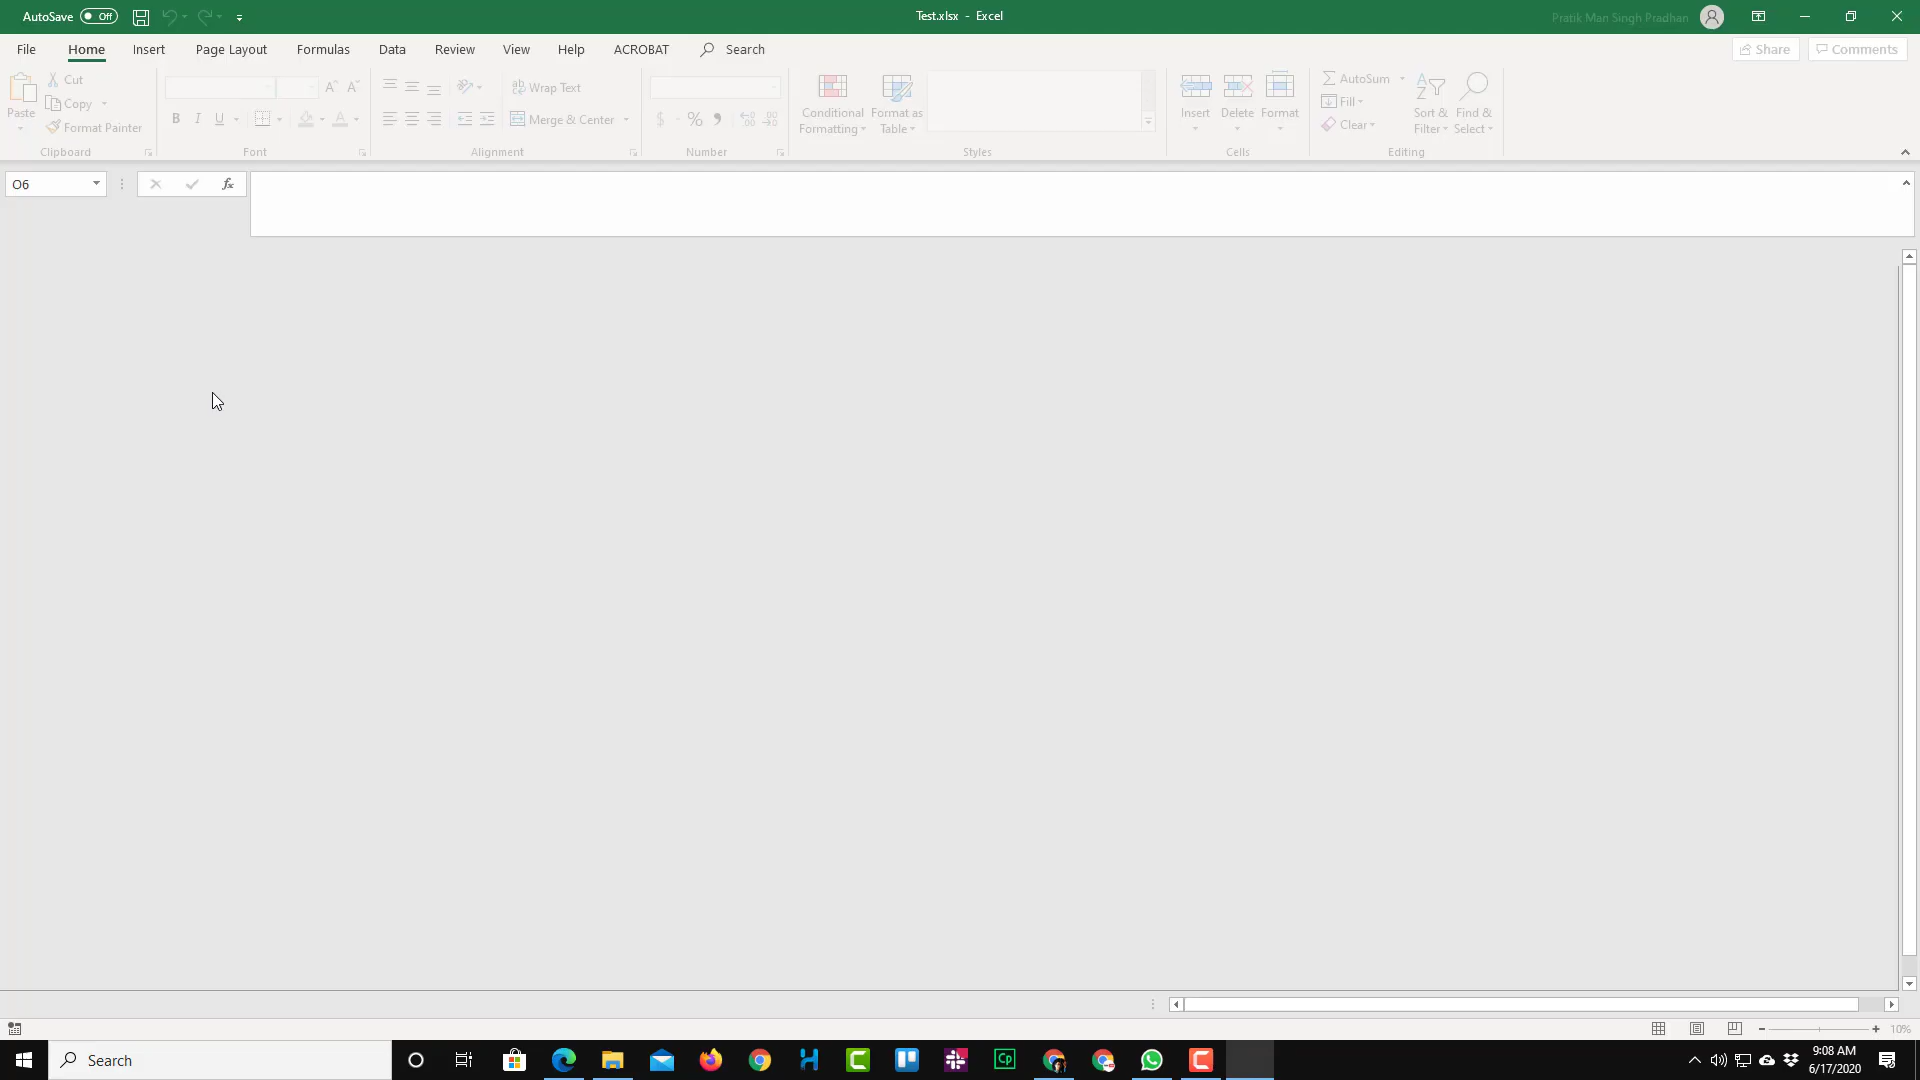 AutoSave Off
Test.xlsx - Excel
Pratik Man Singh Pradhan
File Home Insert Page Layout Formulas Data Review View Help ACROBAT Search
Share Comments
Paste
Cut
Copy
Format Painter
Clipboard
B I U
Font
Wrap Text
Merge & Center
Alignment
$ % ,
Number
Conditional
Formatting
Format as
Table
Styles
Insert
Delete
Format
Cells
AutoSum
Fill
Clear
Sort &
Filter
Find &
Select
Editing
O6
fx
10%
Search
9:08 AM
6/17/2020